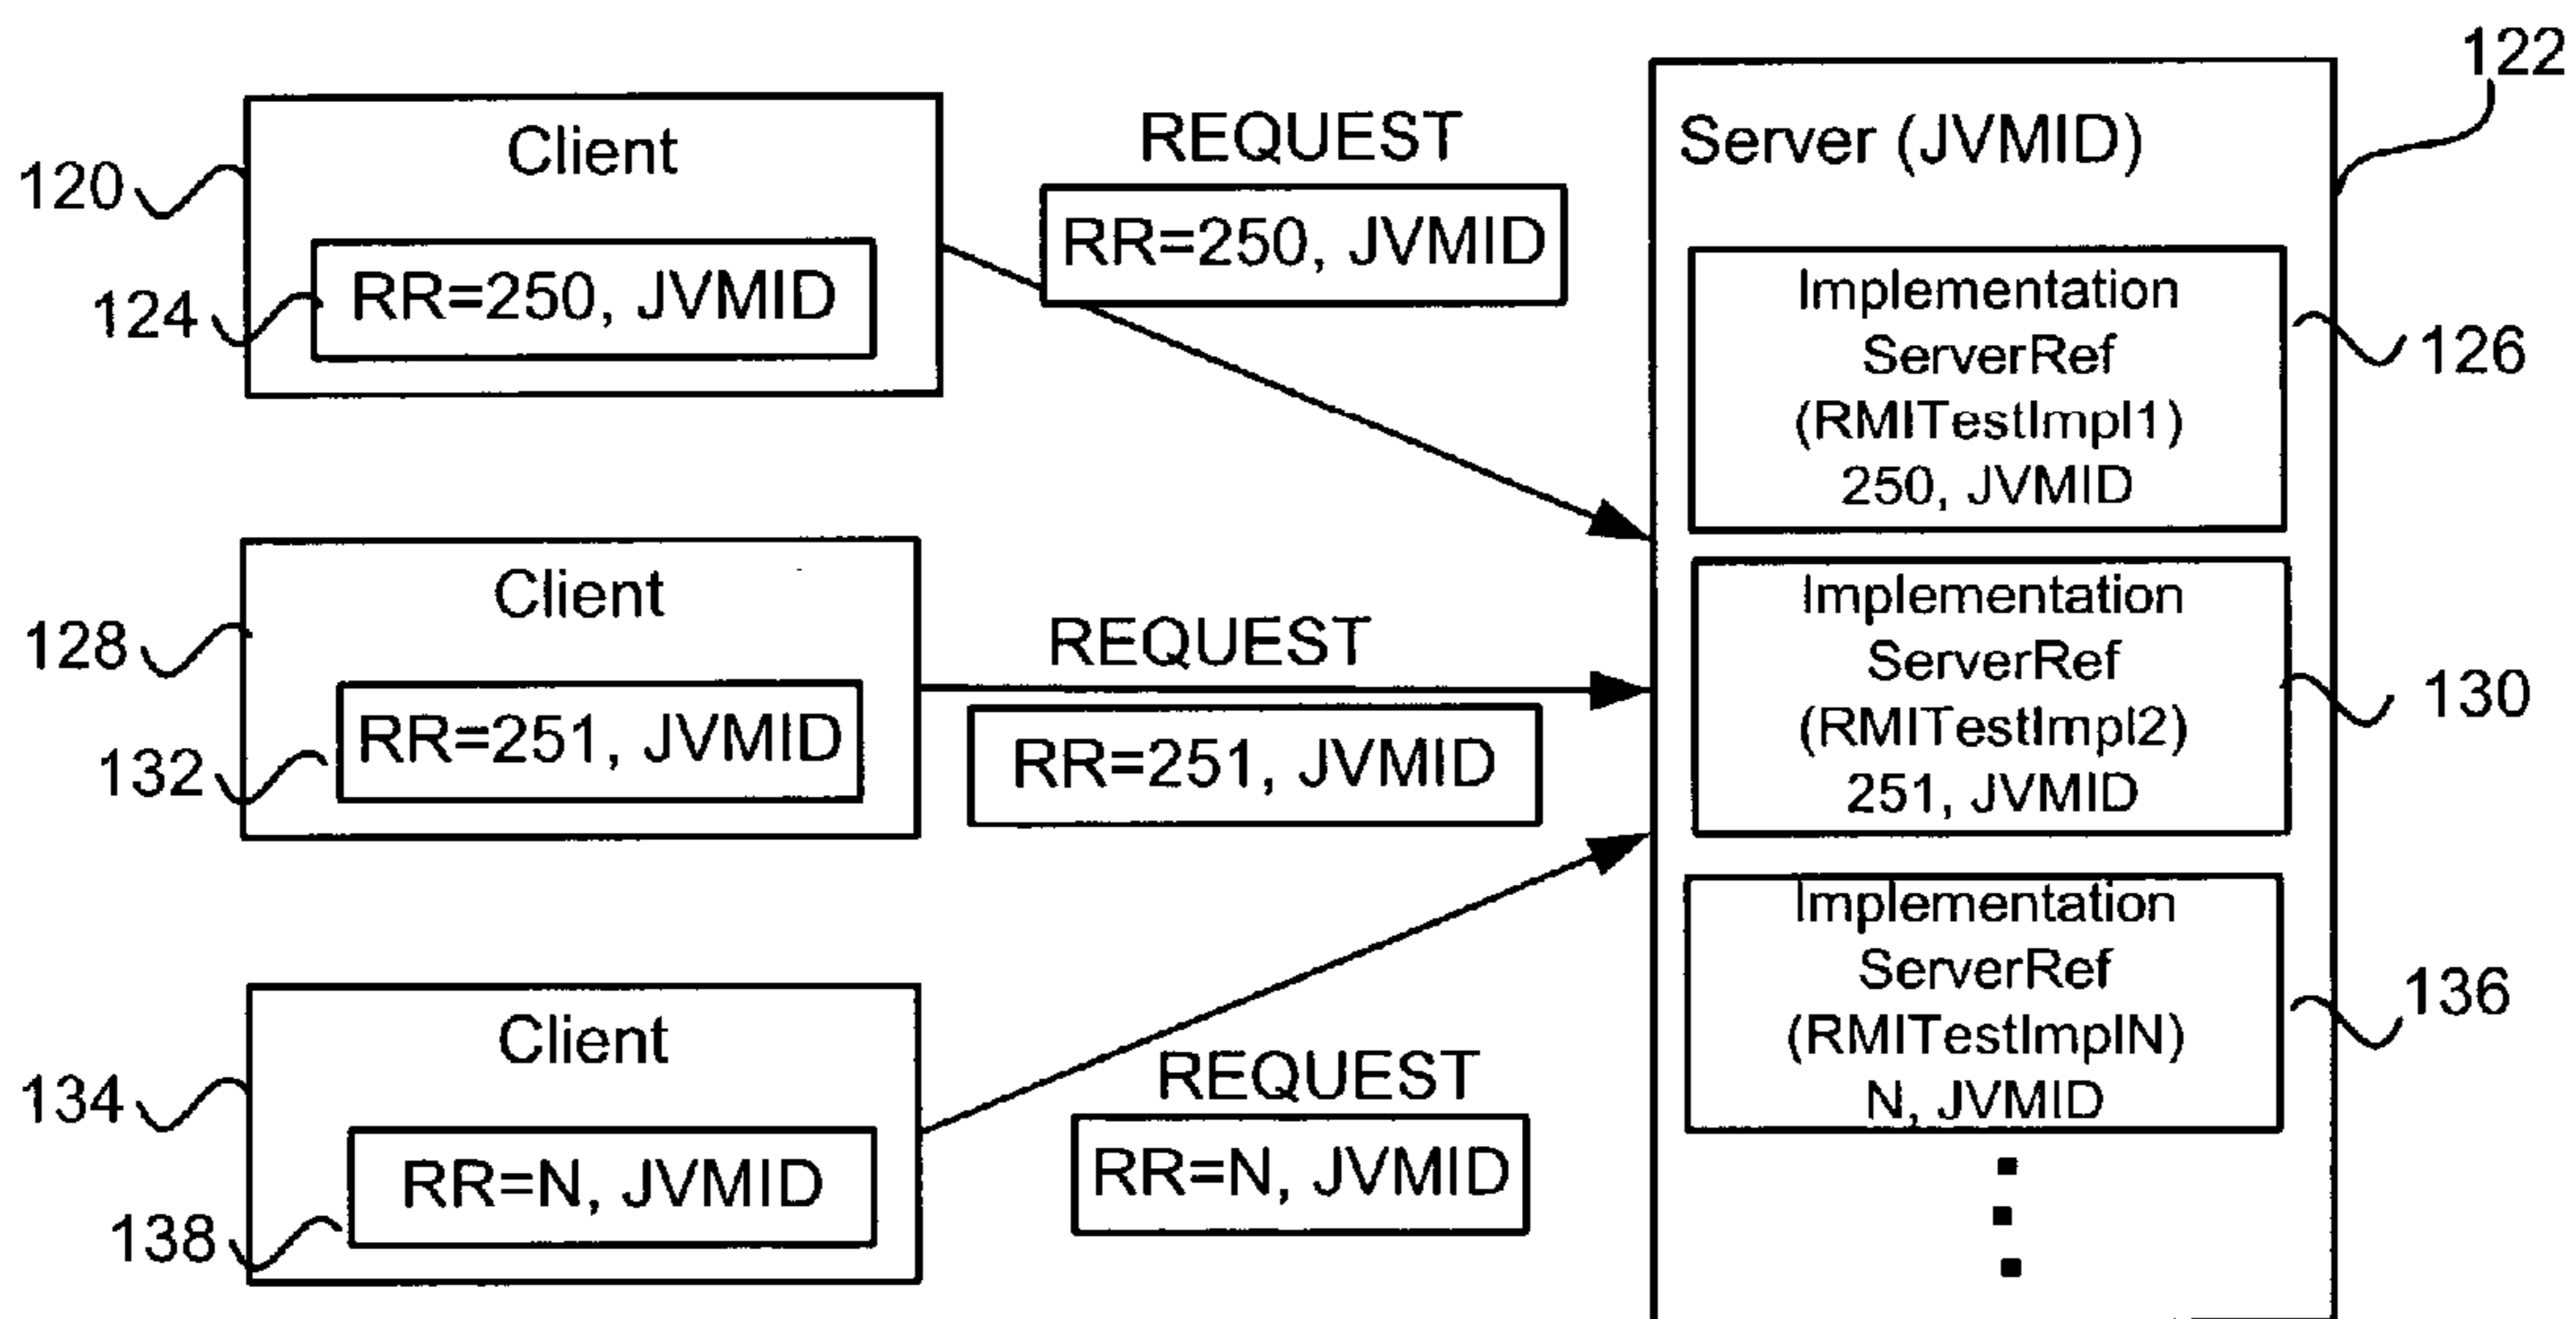 122
Client
REQUEST
Server (JVMID)
120
RR=250, JVMID
124
RR=250, JVMID
Implementation
ServerRef
(RMITestImpl1)
250, JVMID
126
Client
REQUEST
128
RR=251, JVMID
132
RR=251, JVMID
Implementation
ServerRef
(RMITestImpl2)
251, JVMID
130
Client
REQUEST
134
RR=N, JVMID
138
RR=N, JVMID
Implementation
ServerRef
(RMITestImplN)
N, JVMID
136